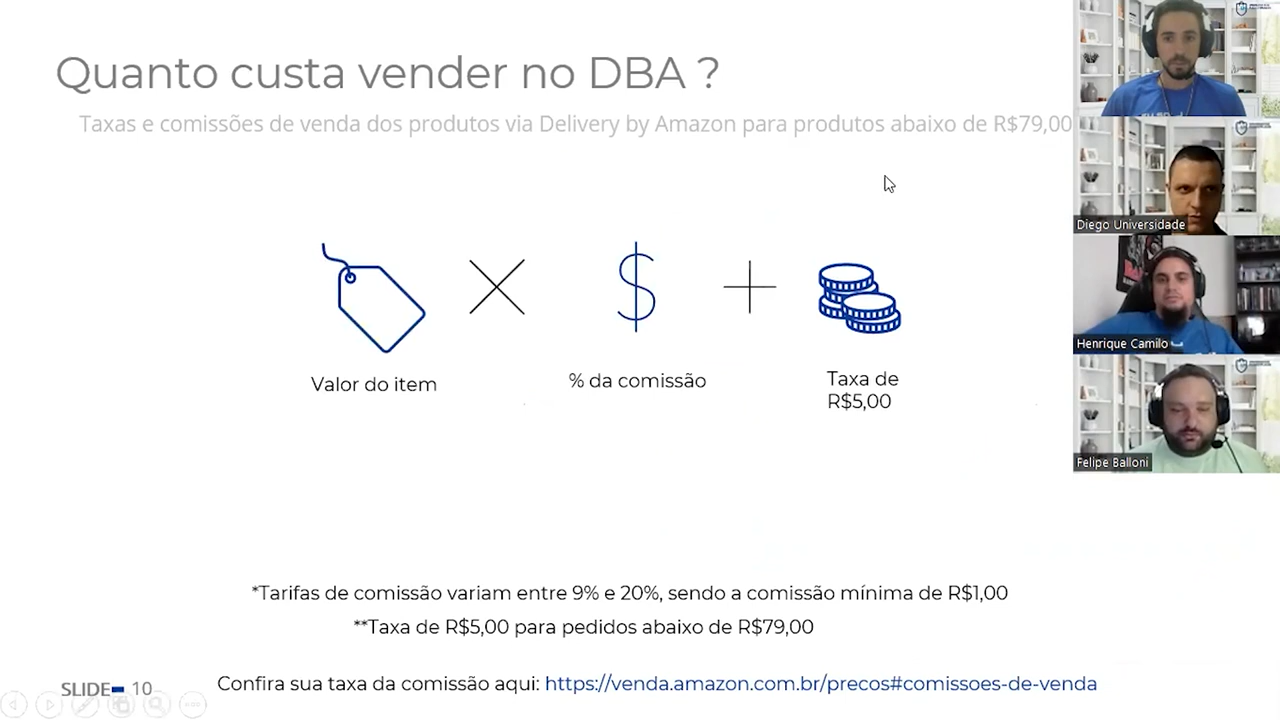 Quanto custa vender no DBA ?
Taxas e comissões de venda dos produtos via Delivery by Amazon para produtos abaixo de R$79,00
Valor do item
% da comissão
Taxa de
R$5,00
*Tarifas de comissão variam entre 9% e 20%, sendo a comissão mínima de R$1,00
**Taxa de R$5,00 para pedidos abaixo de R$79,00
SLIDE 10
Confira sua taxa da comissão aqui: https://venda.amazon.com.br/precos#comissoes-de-venda
Diego Universidade
Henrique Camilo
Felipe Balloni